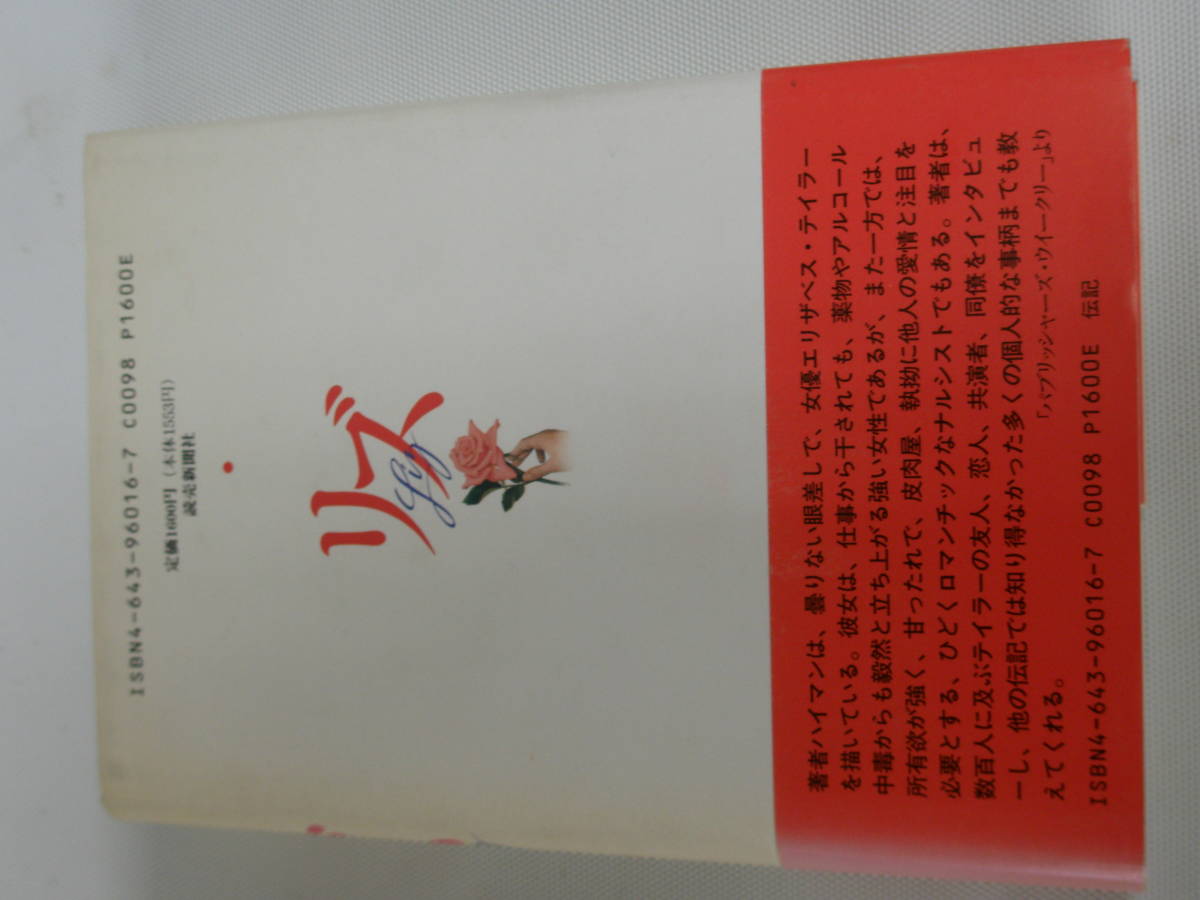 ISBN4-643-96016-7 C0098 P1600E
定価1600円(本体1553円)
読売新聞社
リズ
Liz
著者ハイマンは、曇りない眼差しで、女優エリザベス・テイラー
を描いている。彼女は、仕事から干されても、薬物やアルコール
中毒からも毅然と立ち上がる強い女性であるが、また一方では、
所有欲が強く、甘ったれで、皮肉屋、執拗に他人の愛情と注目を
必要とする、ひどくロマンチックなナルシストでもある。著者は、
数百人に及ぶテイラーの友人、恋人、共演者、同僚をインタビュ
ーし、他の伝記では知り得なかった多くの個人的な事柄までも教
えてくれる。
「パブリッシャーズ・ウイークリー」より
ISBN4-643-96016-7 C0098 P1600E 伝記